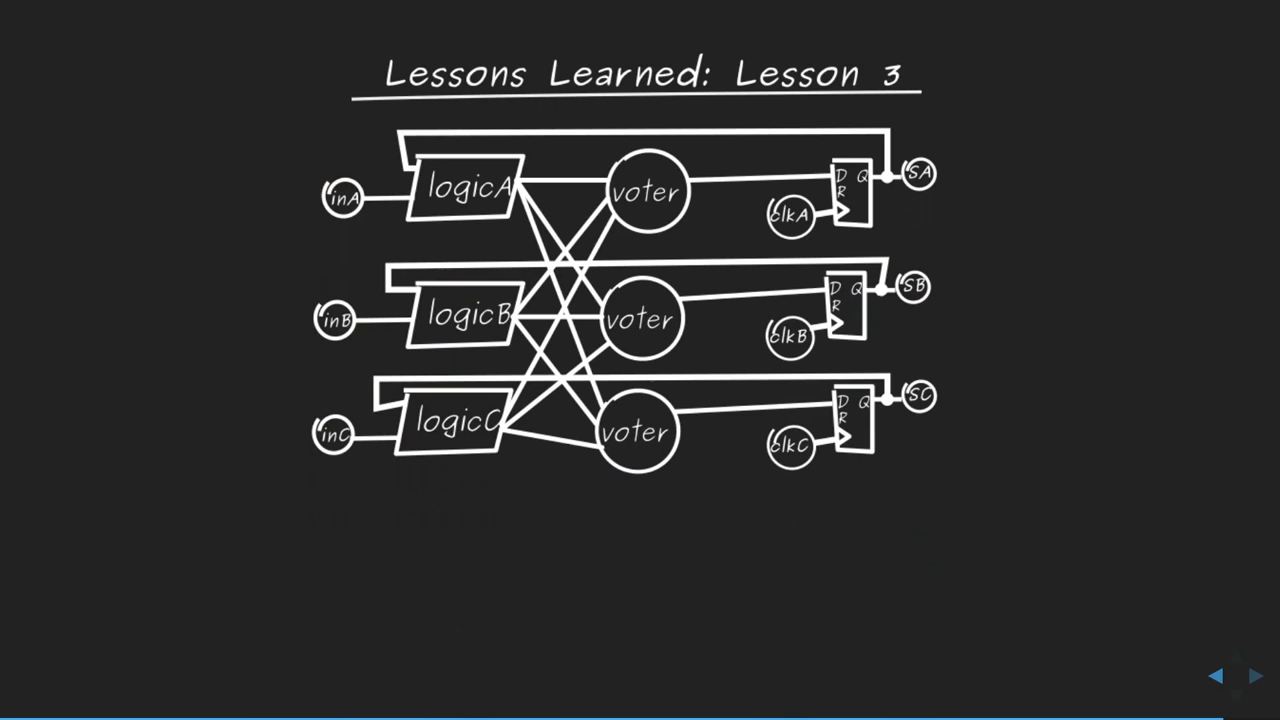 Lessons Learned: Lesson 3
inA
logicA
voter
D Q
R
clkA
SA
inB
logicB
voter
D Q
R
clkB
SB
inC
logicC
voter
D Q
R
clkC
SC